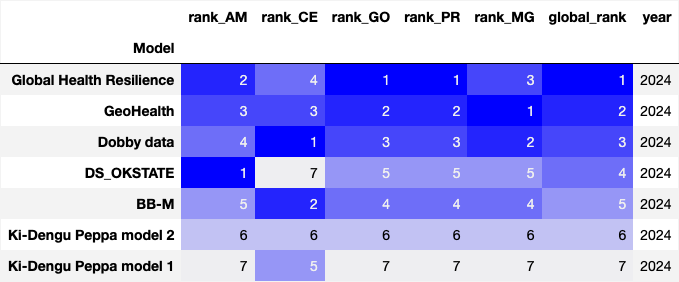 rank_AM rank_CE rank_GO rank_PR rank_MG global_rank year
Model
Global Health Resilience 2 4 1 1 3 1 2024
GeoHealth 3 3 2 2 1 2 2024
Dobby data 4 1 3 3 2 3 2024
DS_OKSTATE 1 7 5 5 5 4 2024
BB-M 5 2 4 4 4 5 2024
Ki-Dengu Peppa model 2 6 6 6 6 6 6 2024
Ki-Dengu Peppa model 1 7 5 7 7 7 7 2024